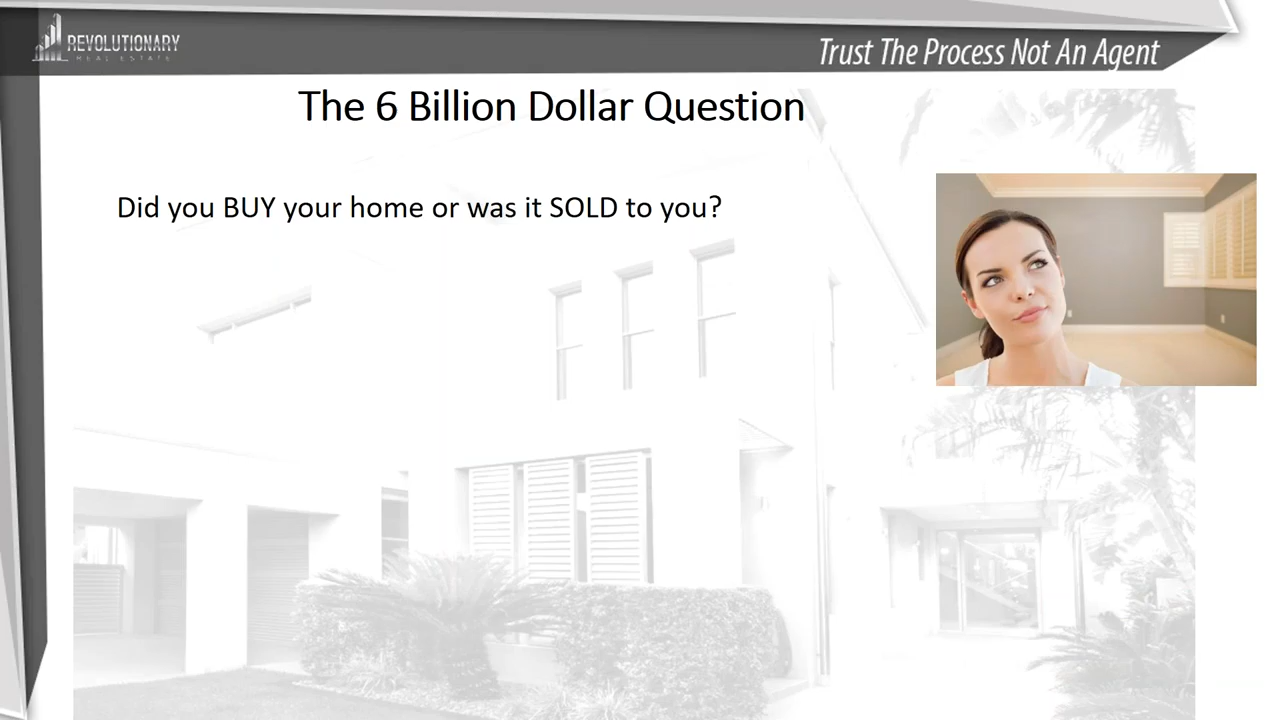 REVOLUTIONARY
REAL ESTATE
Trust The Process Not An Agent
The 6 Billion Dollar Question
Did you BUY your home or was it SOLD to you?